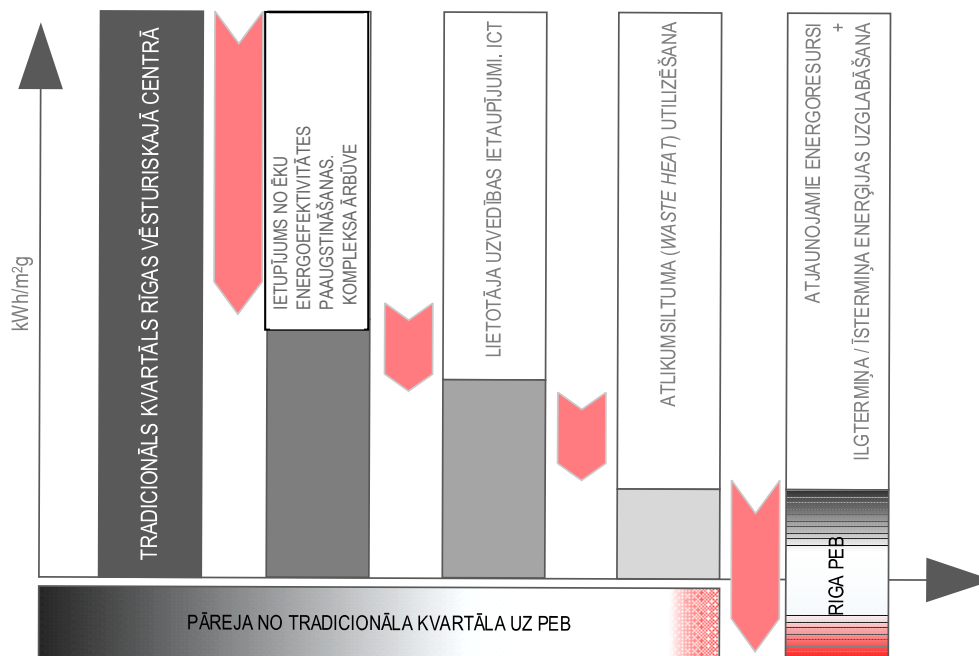 kWh/m²g
TRADICIONĀLS KVARTĀLS RĪGAS VĒSTURISKAJĀ CENTRĀ
IETUPĪJUMS NO ĒKU
ENERGOEFEKTIVITĀTES
PAAUGSTINĀŠANAS.
KOMPLEKSA ĀRBŪVE
LIETOTĀJA UZVEDĪBAS IETAUPĪJUMI. ICT
ATLIKUMSILTUMA (WASTE HEAT) UTILIZĒŠANA
ATJAUNOJAMIE ENERGORESURSI
+
ILGTERMIŅA / ĪSTERMIŅA ENERĢIJAS UZGLABĀŠANA
RIGA PEB
PĀREJA NO TRADICIONĀLA KVARTĀLA UZ PEB